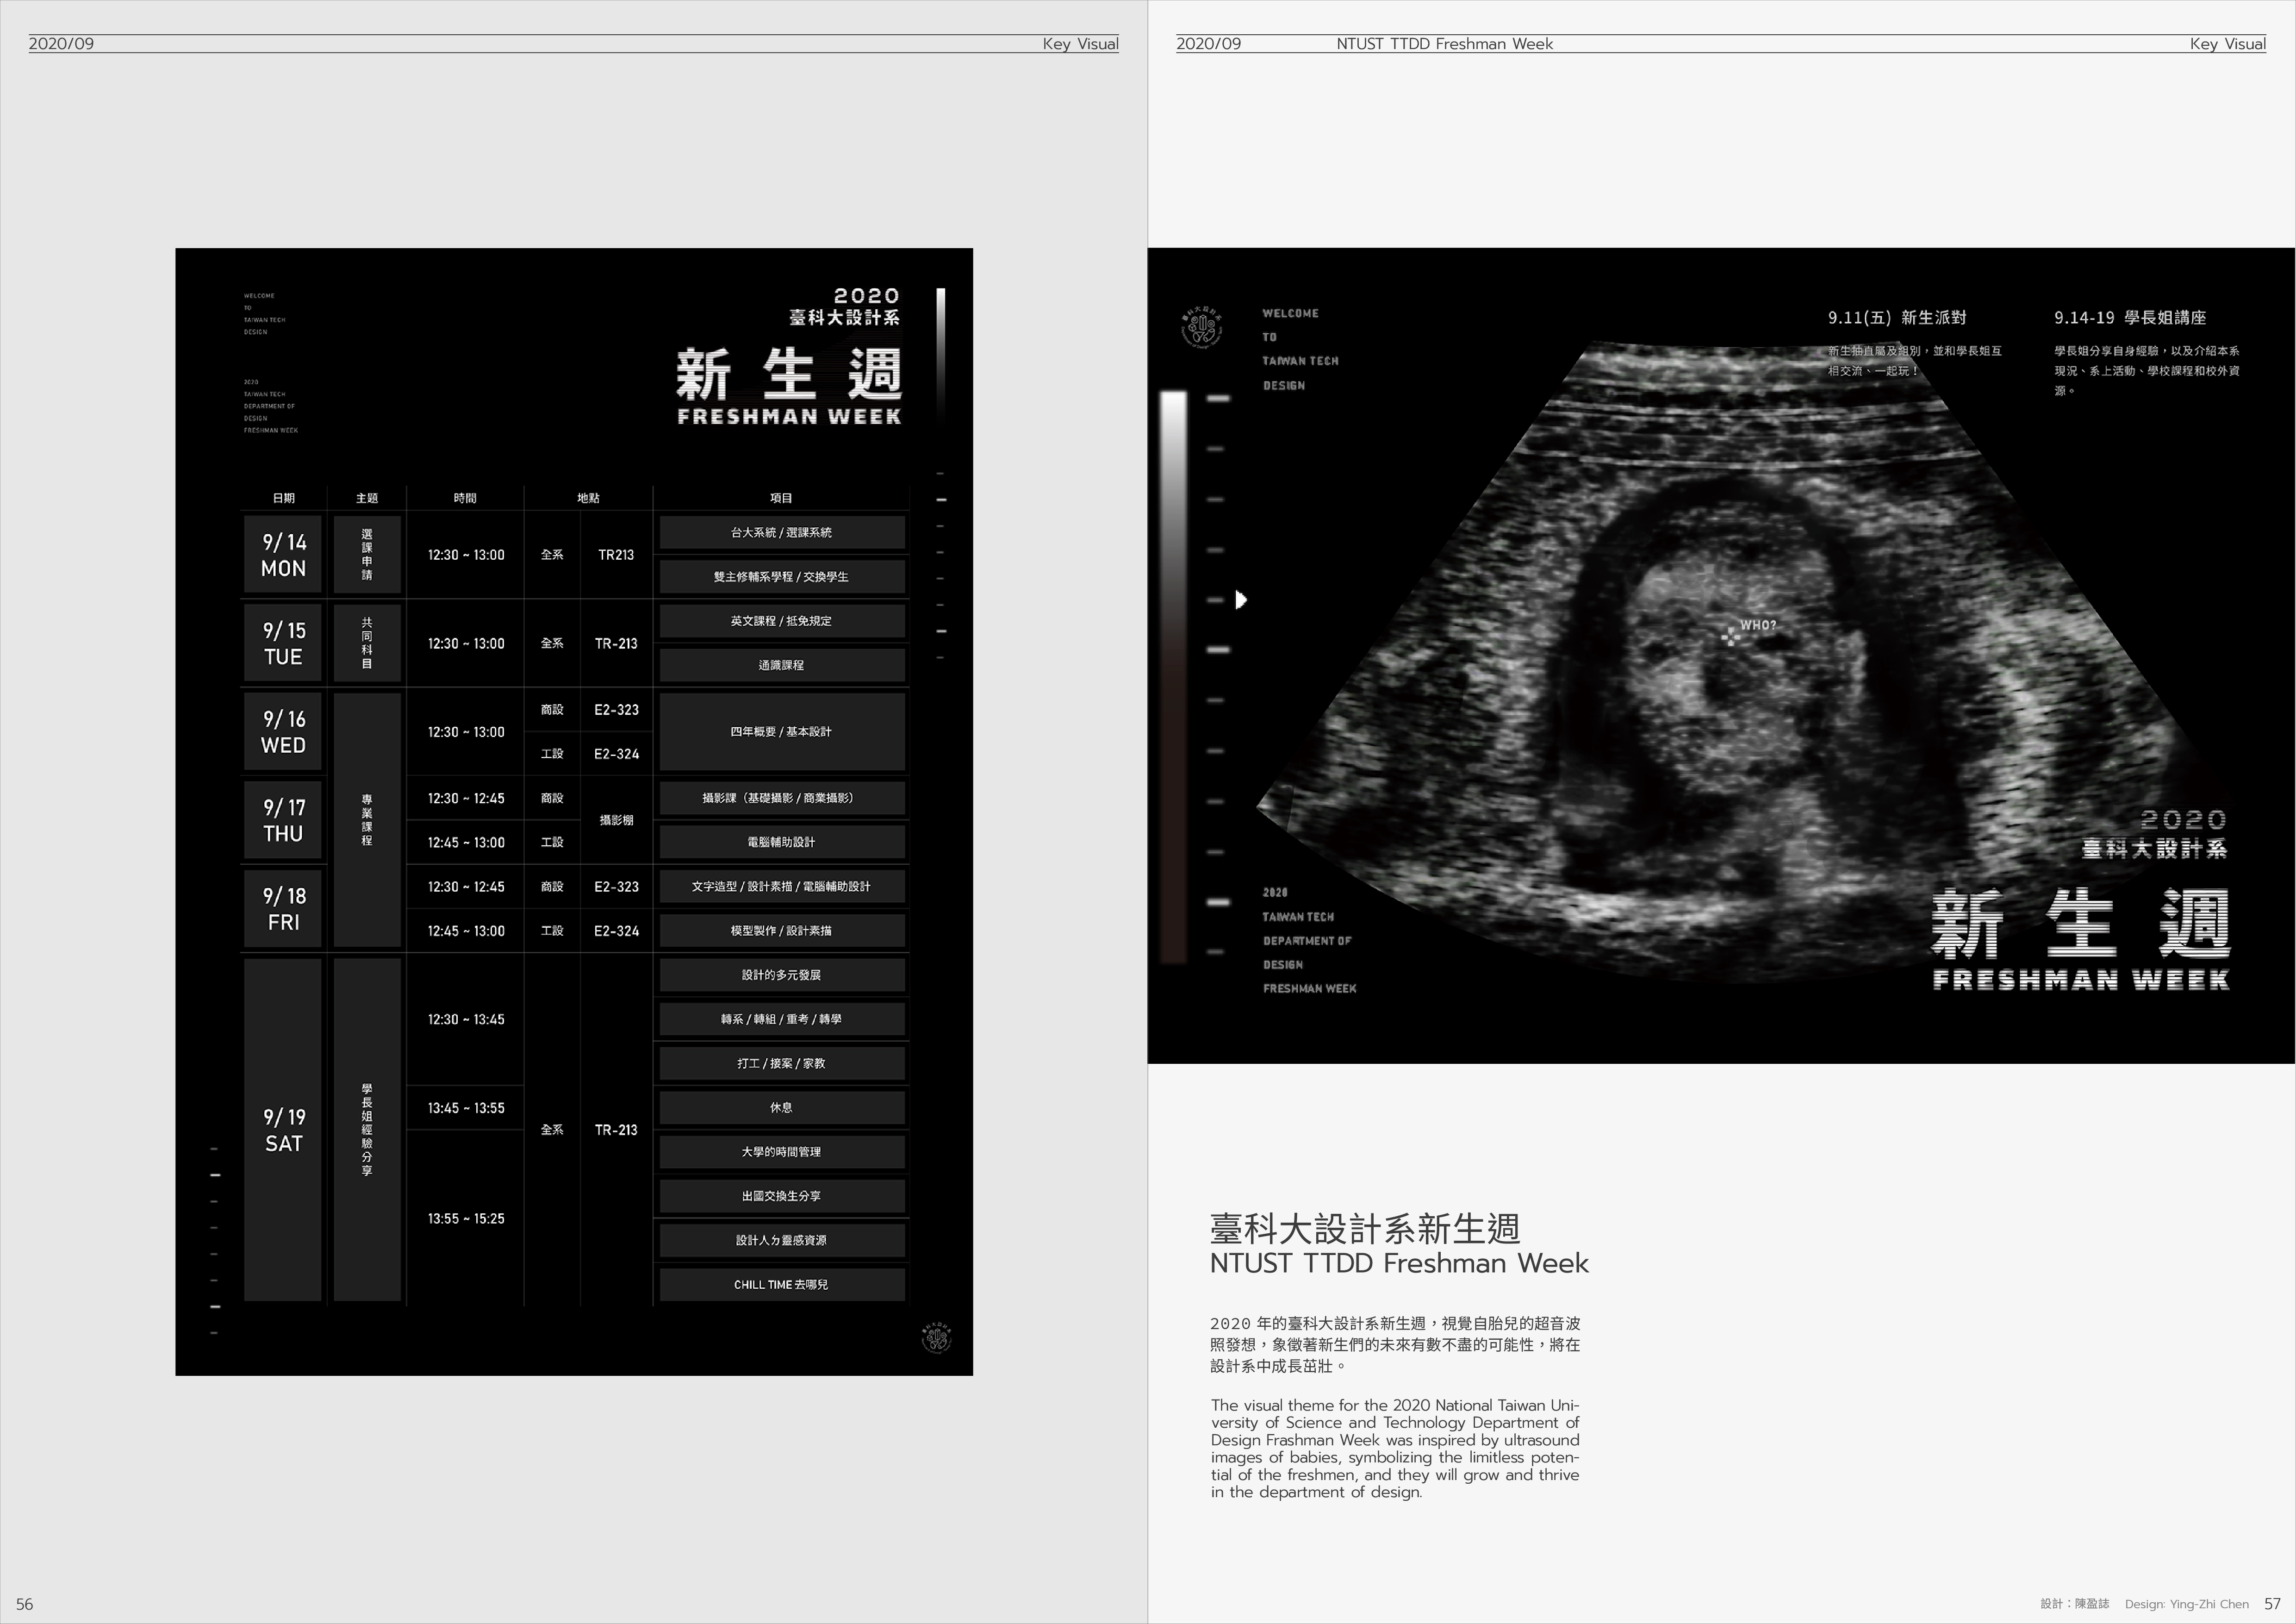 2020/09
Key Visual
WELCOME
TO
TAIWAN TECH
DESIGN
2020
TAIWAN TECH
DEPARTMENT OF
DESIGN
FRESHMAN WEEK
2020
臺科大設計系
新生週
FRESHMAN WEEK
日期 主題 時間 地點 項目
9/14 MON 選課申請 12:30 ~ 13:00 全系 TR213
台大系統 / 選課系統
雙主修輔系學程 / 交換學生
9/15 TUE 共同科目 12:30 ~ 13:00 全系 TR-213
英文課程 / 抵免規定
通識課程
專業課程
9/16 WED 12:30 ~ 13:00
商設 E2-323
工設 E2-324
四年概要 / 基本設計
9/17 THU
12:30 ~ 12:45 商設 攝影棚 攝影課（基礎攝影 / 商業攝影）
12:45 ~ 13:00 工設 電腦輔助設計
9/18 FRI
12:30 ~ 12:45 商設 E2-323 文字造型 / 設計素描 / 電腦輔助設計
12:45 ~ 13:00 工設 E2-324 模型製作 / 設計素描
9/19 SAT 學長姐經驗分享 全系 TR-213
12:30 ~ 13:45
設計的多元發展
轉系 / 轉組 / 重考 / 轉學
打工 / 接案 / 家教
13:45 ~ 13:55 休息
13:55 ~ 15:25
大學的時間管理
出國交換生分享
設計人ㄉ靈感資源
CHILL TIME 去哪兒
56
2020/09
NTUST TTDD Freshman Week
Key Visual
WELCOME
TO
TAIWAN TECH
DESIGN
9.11(五) 新生派對
新生抽直屬及組別，並和學長姐互
相交流、一起玩！
9.14-19 學長姐講座
學長姐分享自身經驗，以及介紹本系
現況、系上活動、學校課程和校外資
源。
WHO?
2020
TAIWAN TECH
DEPARTMENT OF
DESIGN
FRESHMAN WEEK
2020
臺科大設計系
新生週
FRESHMAN WEEK
臺科大設計系新生週
NTUST TTDD Freshman Week
2020 年的臺科大設計系新生週，視覺自胎兒的超音波
照發想，象徵著新生們的未來有數不盡的可能性，將在
設計系中成長茁壯。
The visual theme for the 2020 National Taiwan Uni-
versity of Science and Technology Department of
Design Frashman Week was inspired by ultrasound
images of babies, symbolizing the limitless poten-
tial of the freshmen, and they will grow and thrive
in the department of design.
設計：陳盈誌 Design: Ying-Zhi Chen
57